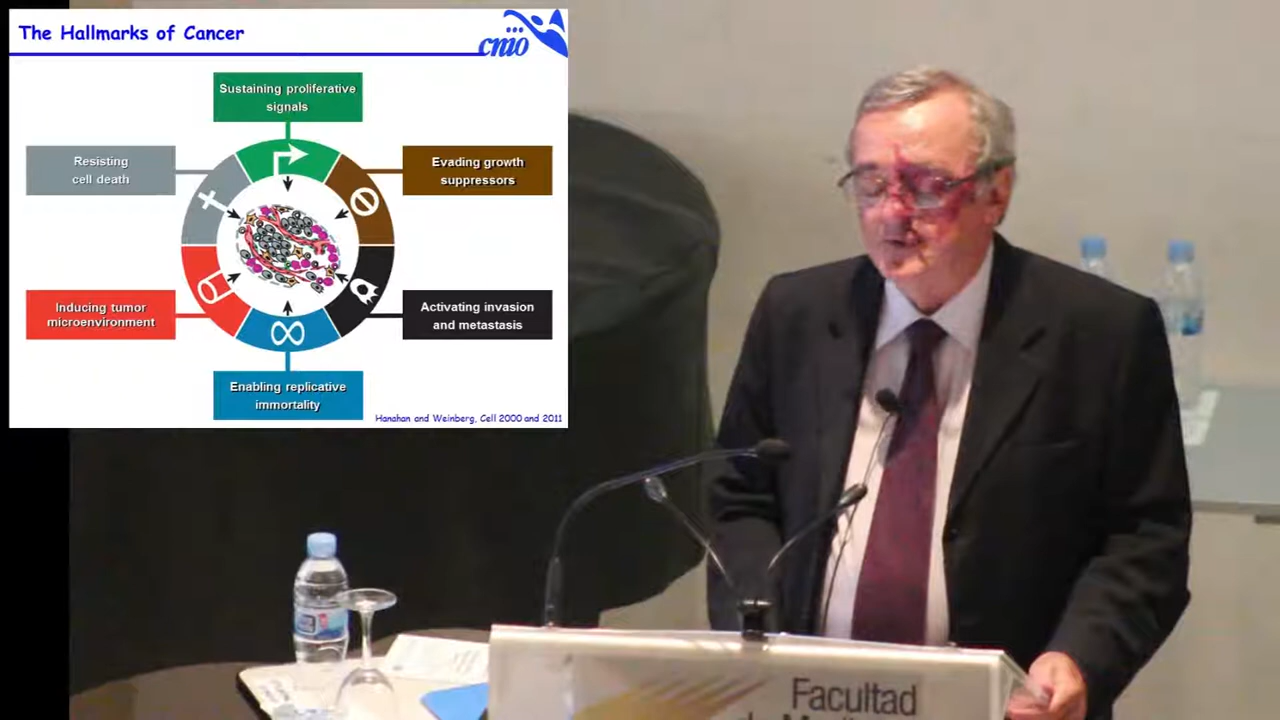 The Hallmarks of Cancer
cnio
Sustaining proliferative
signals
Resisting
cell death
Evading growth
suppressors
Inducing tumor
microenvironment
Activating invasion
and metastasis
Enabling replicative
immortality
Hanahan and Weinberg, Cell 2000 and 2011
Facultad